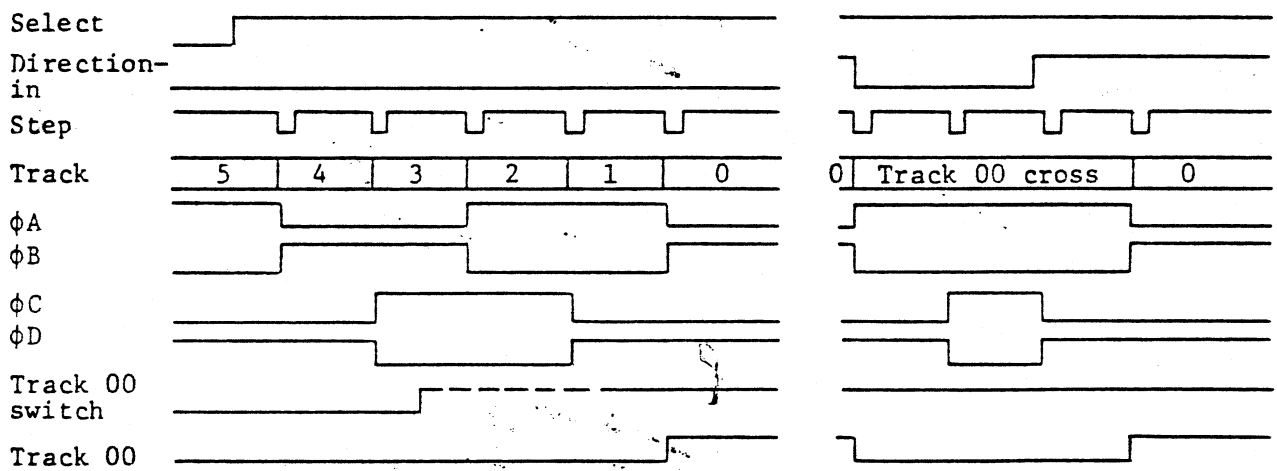 Select
Direction-
in
Step
Track 5 4 3 2 1 0 0 Track 00 cross 0
φA
φB
φC
φD
Track 00
switch
Track 00